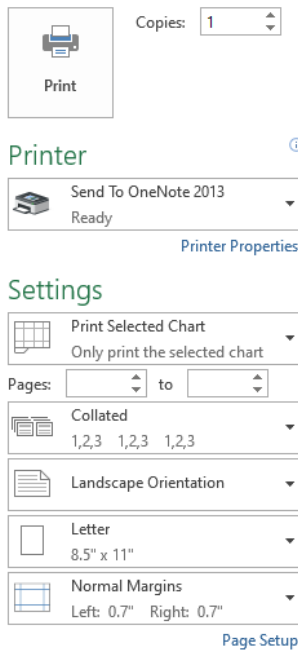 Copies: 1
Print
Printer
Send To OneNote 2013
Ready
Printer Properties
Settings
Print Selected Chart
Only print the selected chart
Pages: to
Collated
1,2,3 1,2,3 1,2,3
Landscape Orientation
Letter
8.5" x 11"
Normal Margins
Left: 0.7" Right: 0.7"
Page Setup